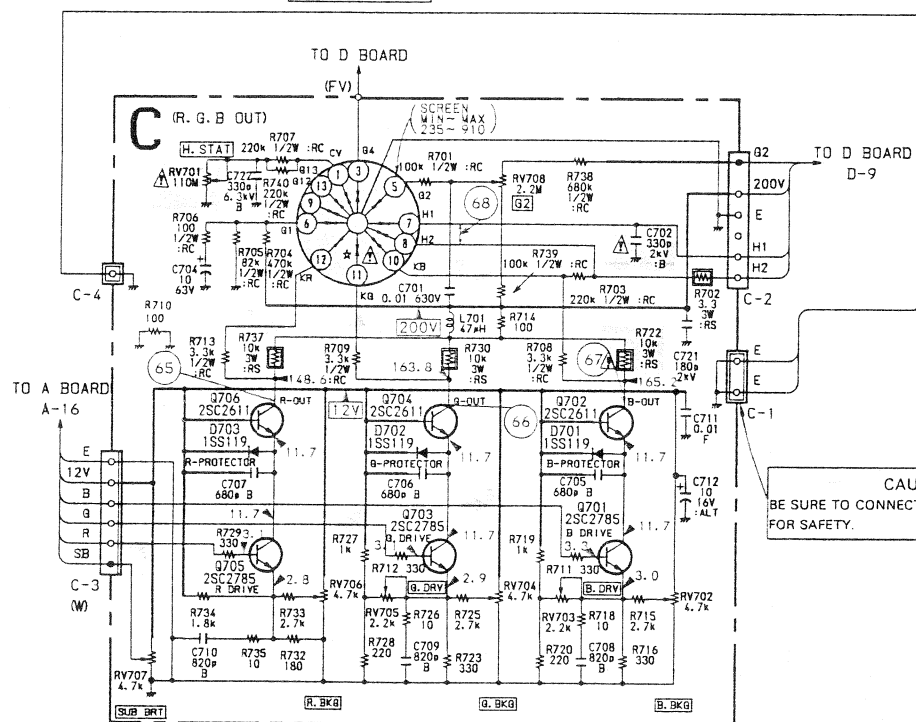 TO D BOARD
(FV)
C (R. G. B OUT)
SCREEN
MIN~ MAX
235~ 910
H. STAT
R707
220k 1/2W :RC
CV
G4
RV701
110M
C727
330p
6.3kV
B
R740
220k
1/2W
:RC
G13
G12
1
3
13
5
9
6
7
8
12
11
10
G1
G2
H1
H2
KR
KG
KB
R701
100k 1/2W :RC
RV708
2.2M
G2
R738
680k
1/2W
:RC
G2
200V
E
H1
H2
TO D BOARD
D-9
68
R706
100
1/2W
:RC
C704
10
63V
R705
82k
1/2W
:RC
R704
470k
1/2W
:RC
C702
330p
2kV
:B
R739
100k 1/2W :RC
C701
0.01 630V
R703
220k 1/2W :RC
R702
3.3
3W
:RS
C-2
C-4
R710
100
200V
L701
47μH
R714
100
R713
3.3k
1/2W
:RC
R737
10k
3W
:RS
R709
3.3k
1/2W
:RC
R730
10k
3W
:RS
R708
3.3k
1/2W
:RC
R722
10k
3W
:RS
C721
180p
2kV
E
E
C-1
65
148.6
163.8
67
165.2
TO A BOARD
A-16
12V
Q706
2SC2611
R-OUT
Q704
2SC2611
G-OUT
66
Q702
2SC2611
B-OUT
C711
0.01
F
D703
1SS119
11.7
D702
1SS119
11.7
D701
1SS119
11.7
R-PROTECTOR
G-PROTECTOR
B-PROTECTOR
C707
680p B
C706
680p B
C705
680p B
C712
10
16V
:ALT
CAU
BE SURE TO CONNECT
FOR SAFETY.
E
12V
B
G
R
SB
C-3
(W)
11.7
R729
330
3.
Q705
2SC2785
R DRIVE
2.8
R727
1k
Q703
2SC2785
G. DRIVE
11.7
3.
R712 330
2.9
G. DRV
R719
1k
Q701
2SC2785
B DRIVE
11.7
3.3
R711 330
3.0
B. DRV
RV706
4.7k
RV704
4.7k
RV702
4.7k
R734
1.8k
R733
2.7k
RV705
2.2k
R726
10
R725
2.7k
RV703
2.2k
R718
10
R715
2.7k
C710
820p
B
R735
10
R732
180
R728
220
C709
820p
B
R723
330
R720
220
C708
820p
B
R716
330
RV707
4.7k
SUB BRT
R. BKG
G. BKG
B. BKG